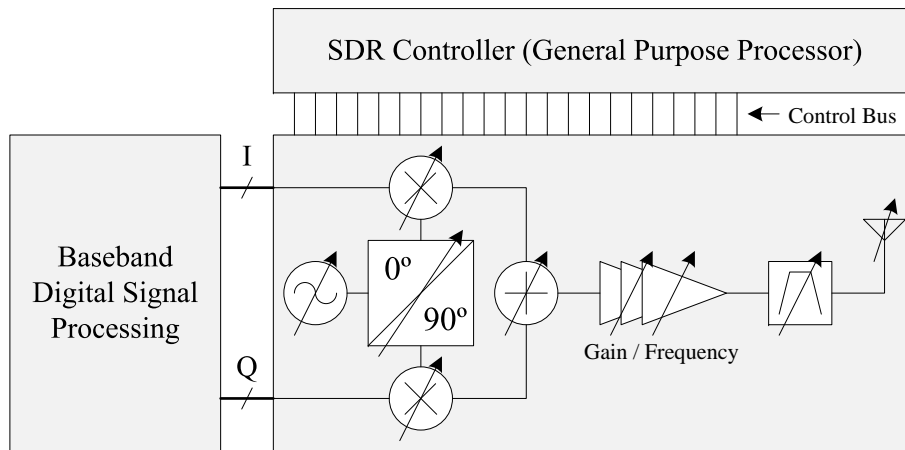 SDR Controller (General Purpose Processor)
Control Bus
I
Baseband
Digital Signal
Processing
0º
90º
Gain / Frequency
Q